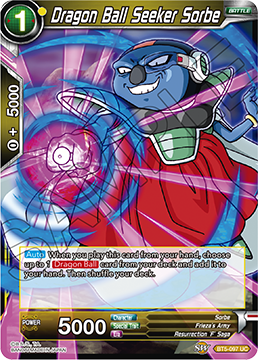 1
Dragon Ball Seeker Sorbe
BATTLE
0 + 5000
Auto When you play this card from your hand, choose
up to 1 Dragon Ball card from your deck and add it to
your hand. Then shuffle your deck.
POWER
5000
Character Sorbe
Special Trait Frieza's Army
Era Resurrection 'F' Saga
BT5-097 UC